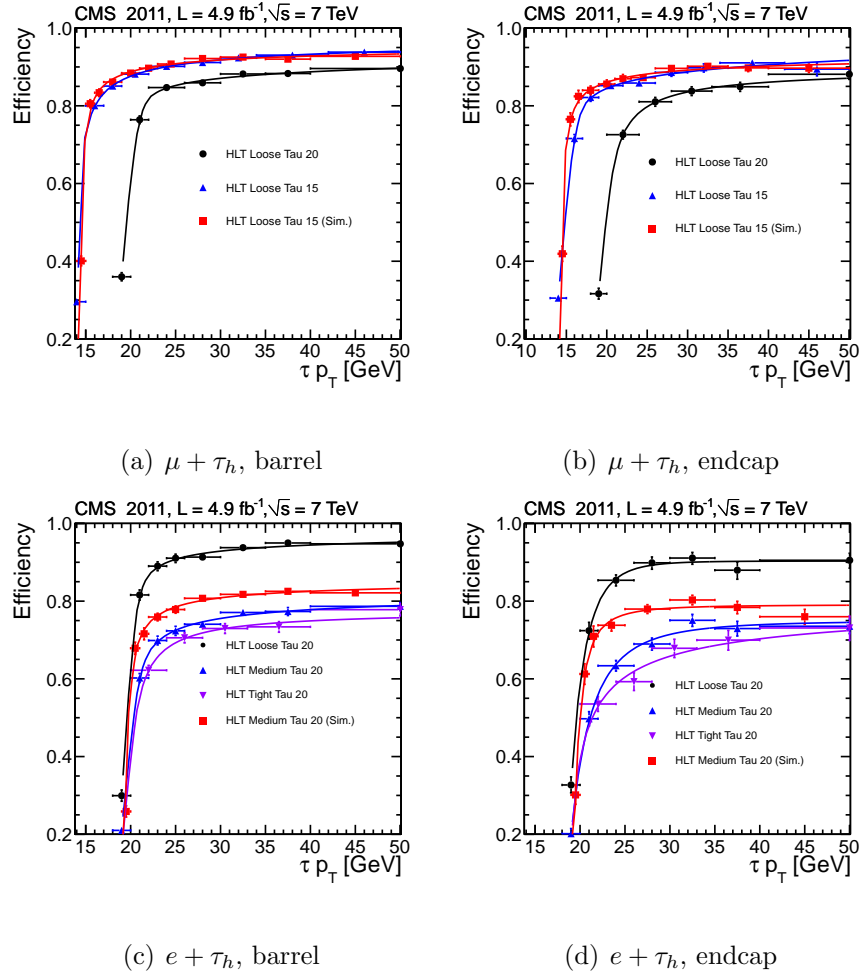 CMS 2011, L = 4.9 fb⁻¹,√s = 7 TeV
Efficiency
1.0
0.8
0.6
0.4
0.2
HLT Loose Tau 20
HLT Loose Tau 15
HLT Loose Tau 15 (Sim.)
15 20 25 30 35 40 45 50
τ p_T [GeV]
(a) μ + τ_h, barrel
CMS 2011, L = 4.9 fb⁻¹,√s = 7 TeV
Efficiency
1.0
0.8
0.6
0.4
0.2
HLT Loose Tau 20
HLT Loose Tau 15
HLT Loose Tau 15 (Sim.)
10 15 20 25 30 35 40 45 50
τ p_T [GeV]
(b) μ + τ_h, endcap
CMS 2011, L = 4.9 fb⁻¹,√s = 7 TeV
Efficiency
1.0
0.8
0.6
0.4
0.2
HLT Loose Tau 20
HLT Medium Tau 20
HLT Tight Tau 20
HLT Medium Tau 20 (Sim.)
15 20 25 30 35 40 45 50
τ p_T [GeV]
(c) e + τ_h, barrel
CMS 2011, L = 4.9 fb⁻¹,√s = 7 TeV
Efficiency
1.0
0.8
0.6
0.4
0.2
HLT Loose Tau 20
HLT Medium Tau 20
HLT Tight Tau 20
HLT Medium Tau 20 (Sim.)
15 20 25 30 35 40 45 50
τ p_T [GeV]
(d) e + τ_h, endcap